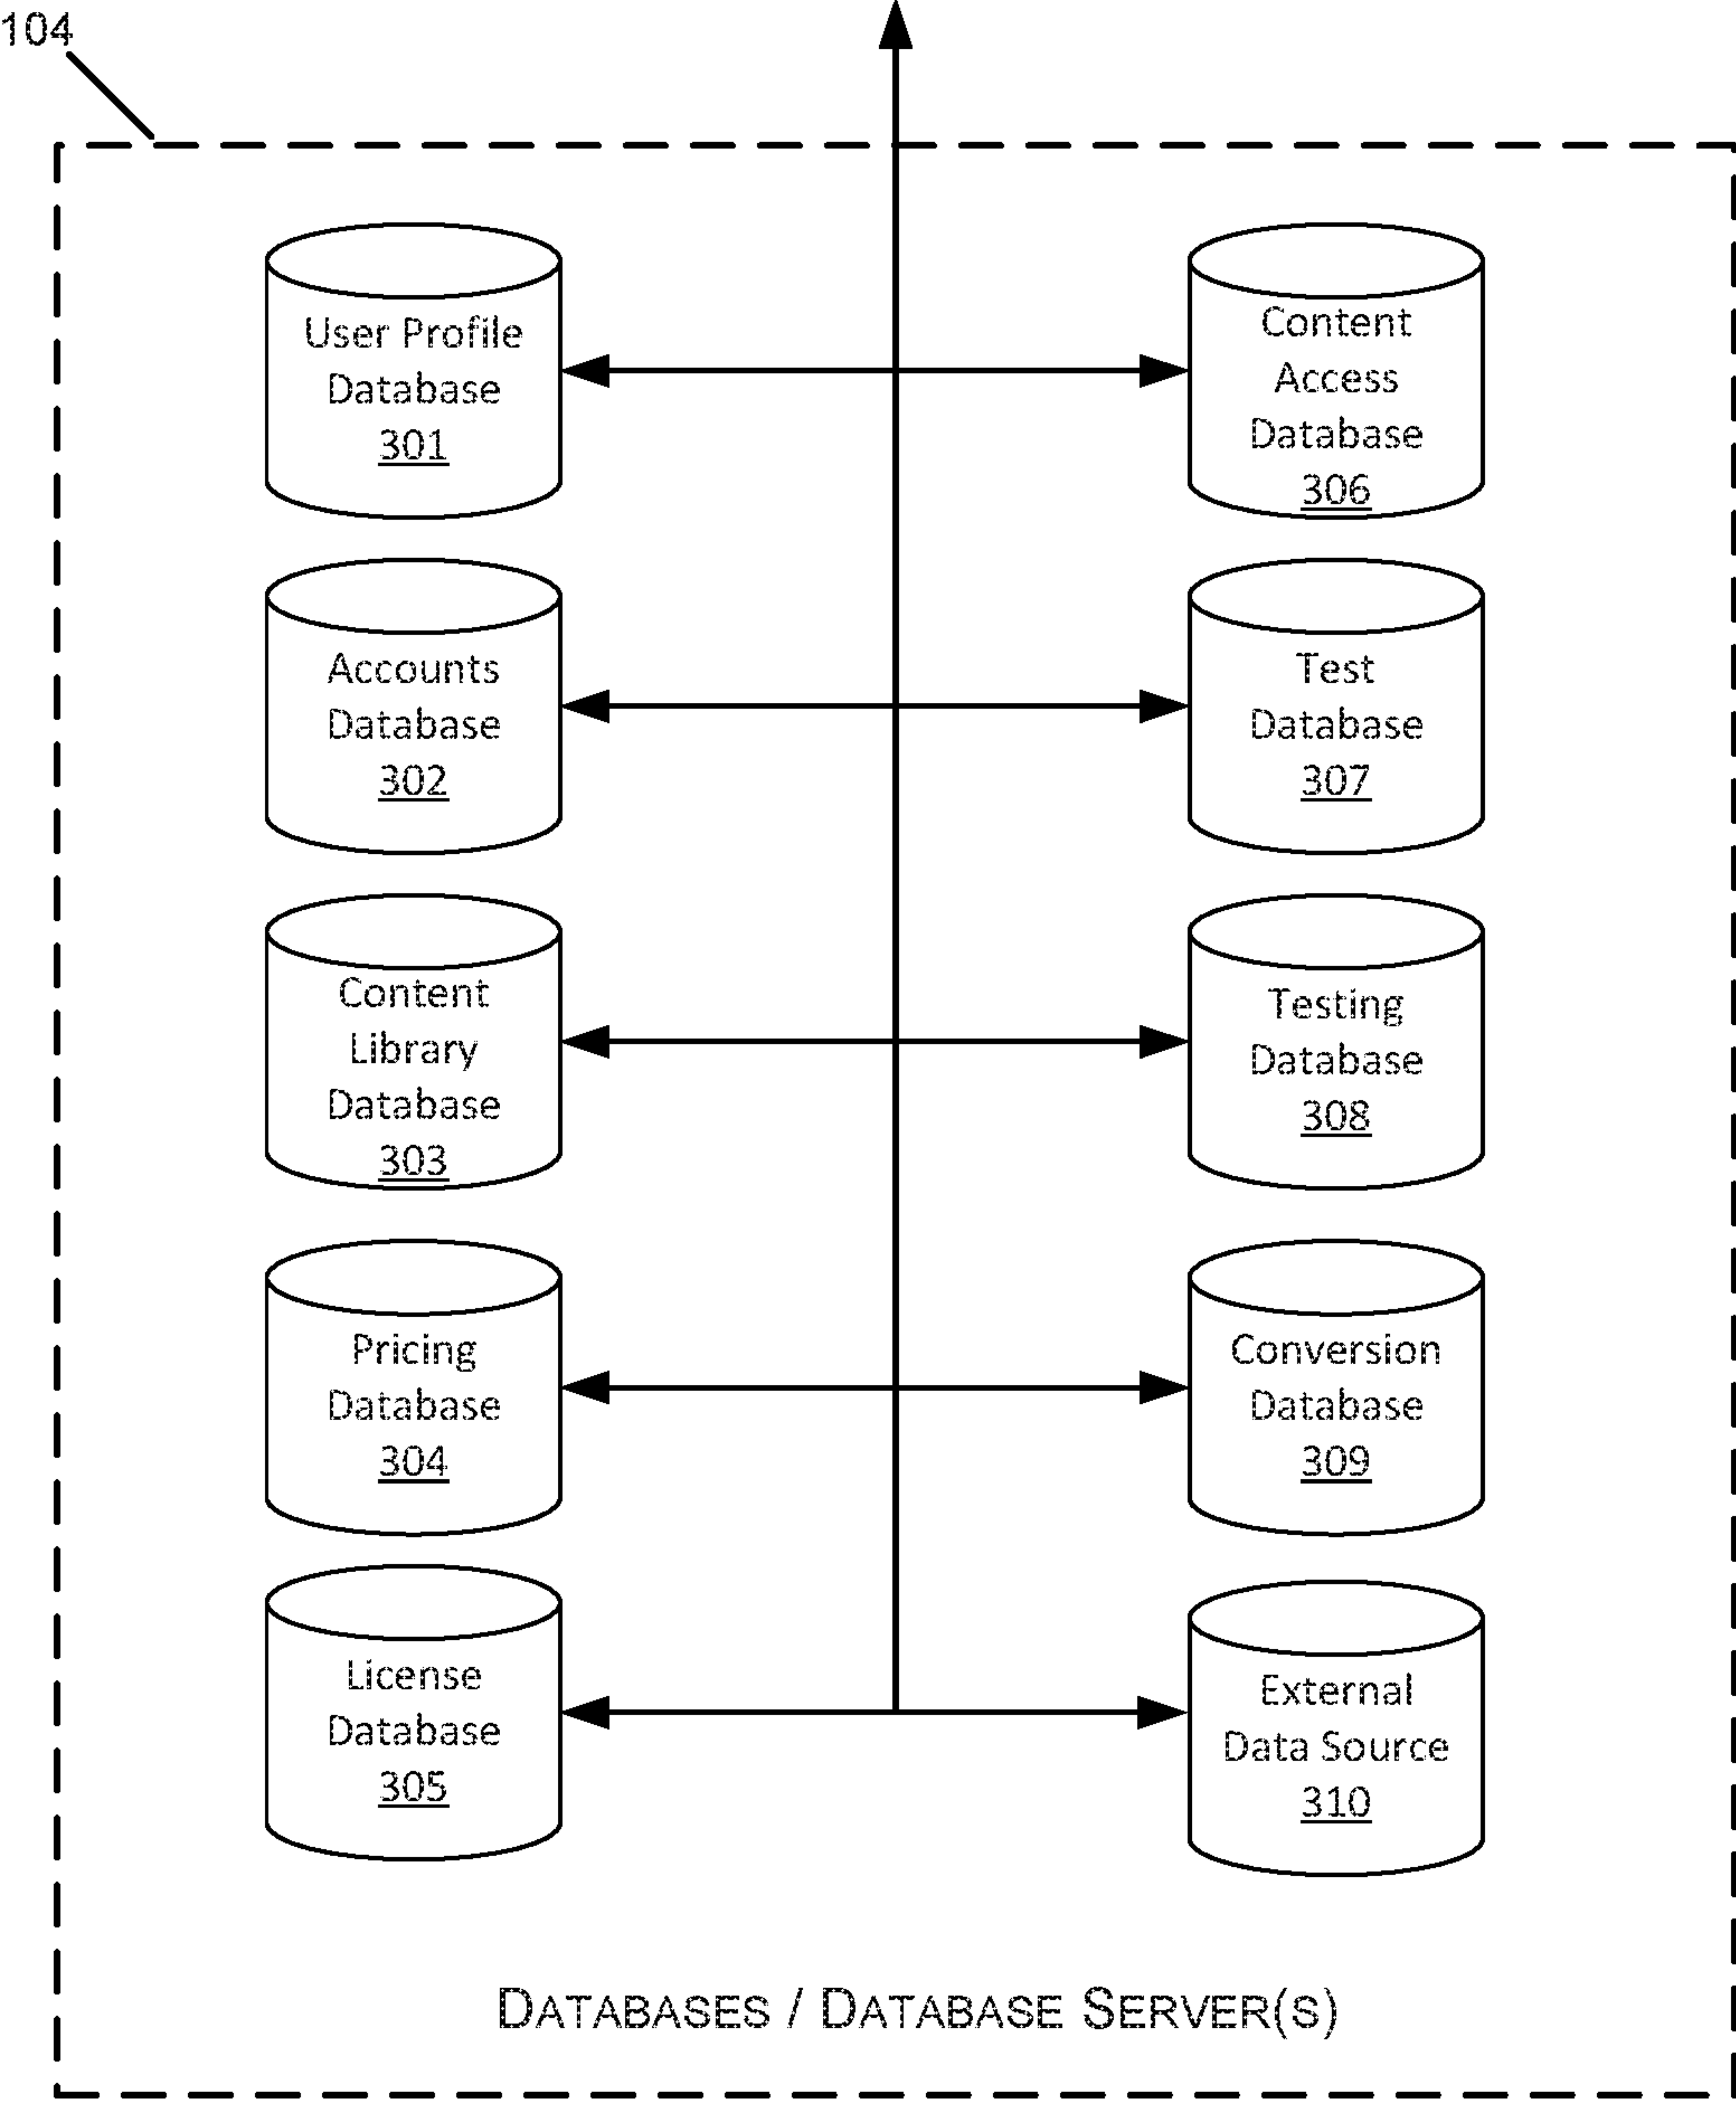 104
User Profile
Database
301
Content
Access
Database
306
Accounts
Database
302
Test
Database
307
Content
Library
Database
303
Testing
Database
308
Pricing
Database
304
Conversion
Database
309
License
Database
305
External
Data Source
310
DATABASES / DATABASE SERVER(S)